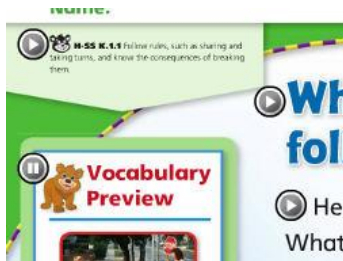 Name:
H-SS K.1.1 Follow rules, such as sharing and
taking turns, and know the consequences of breaking
them.
Wh
fol
Vocabulary
Preview
He
What